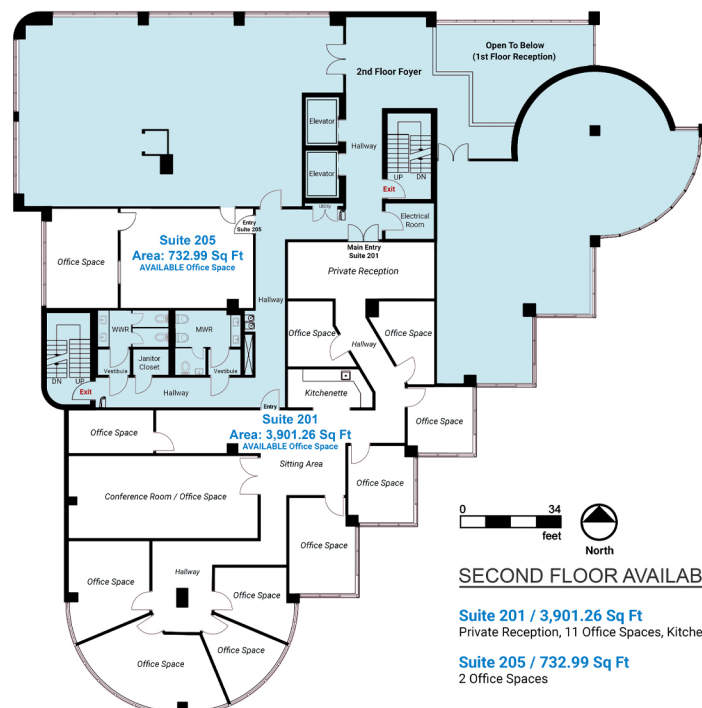 Open To Below
(1st Floor Reception)
2nd Floor Foyer
Elevator
Hallway
Elevator
UP DN
Exit
Utility
Electrical
Room
Entry
Suite 205
Main Entry
Suite 201
Suite 205
Area: 732.99 Sq Ft
AVAILABLE Office Space
Office Space
Private Reception
Hallway
WWR
MWR
Office Space
Office Space
Hallway
Janitor
Closet
Vestibule
Vestibule
DN UP
Exit
Hallway
Kitchenette
Entry
Suite 201
Area: 3,901.26 Sq Ft
AVAILABLE Office Space
Office Space
Office Space
Sitting Area
Office Space
Conference Room / Office Space
0 34
feet
North
Office Space
Hallway
Office Space
Office Space
Office Space
Office Space
SECOND FLOOR AVAILAB
Suite 201 / 3,901.26 Sq Ft
Private Reception, 11 Office Spaces, Kitche
Suite 205 / 732.99 Sq Ft
2 Office Spaces